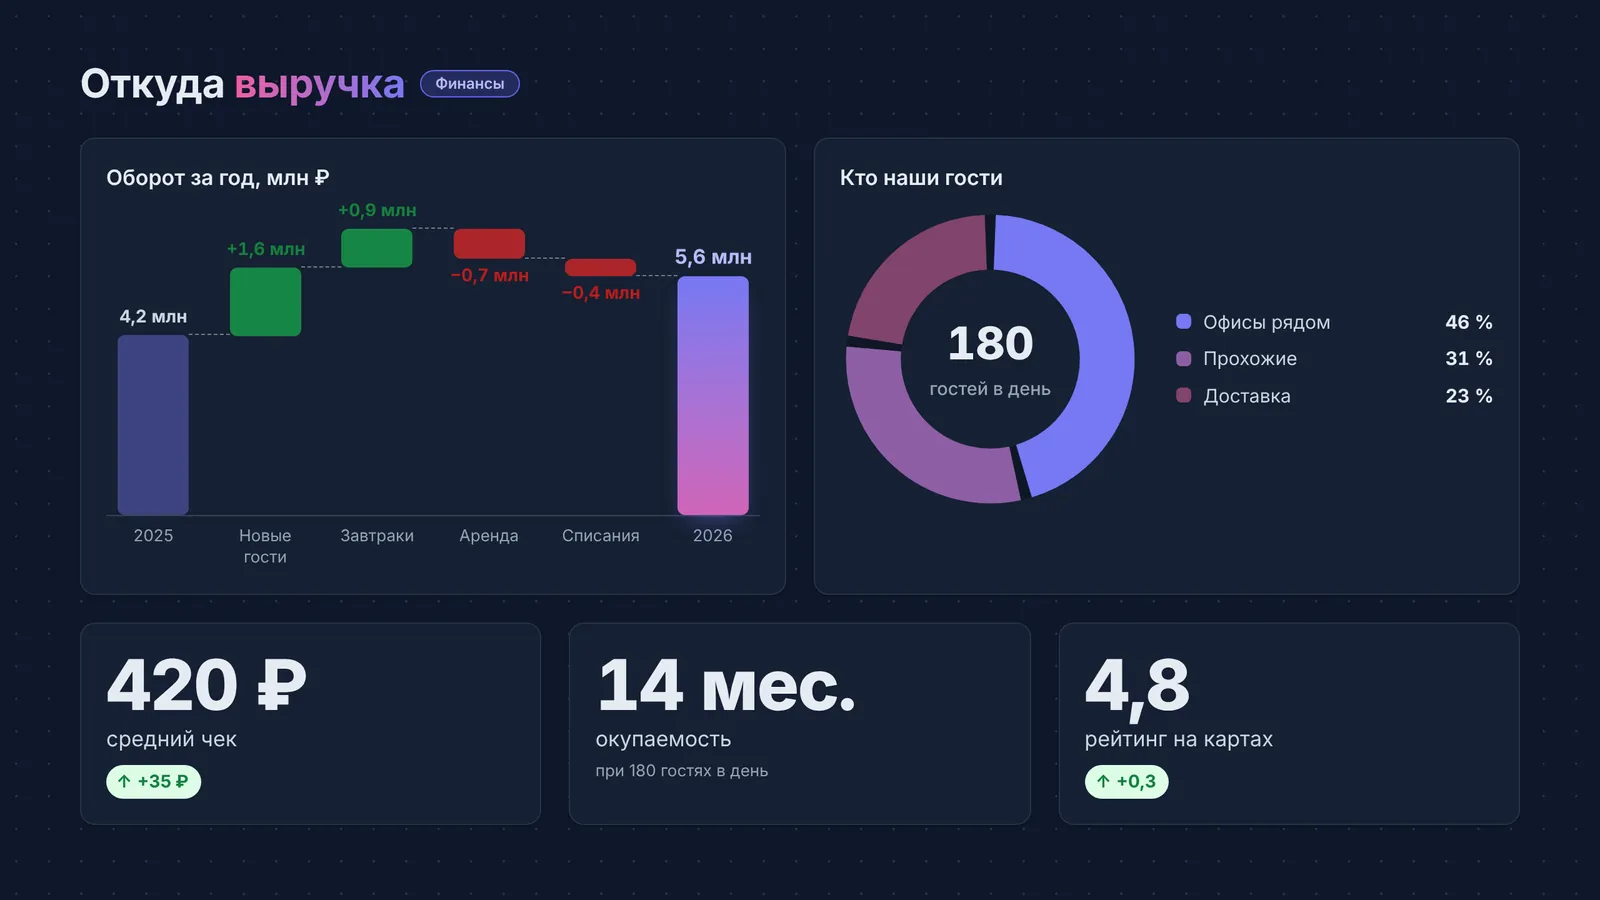 Откуда выручка
Финансы
Оборот за год, млн ₽
+0,9 млн
+1,6 млн
−0,7 млн
−0,4 млн
5,6 млн
4,2 млн
2025
Новые
гости
Завтраки
Аренда
Списания
2026
Кто наши гости
180
гостей в день
Офисы рядом 46 %
Прохожие 31 %
Доставка 23 %
420 ₽
средний чек
↑ +35 ₽
14 мес.
окупаемость
при 180 гостях в день
4,8
рейтинг на картах
↑ +0,3